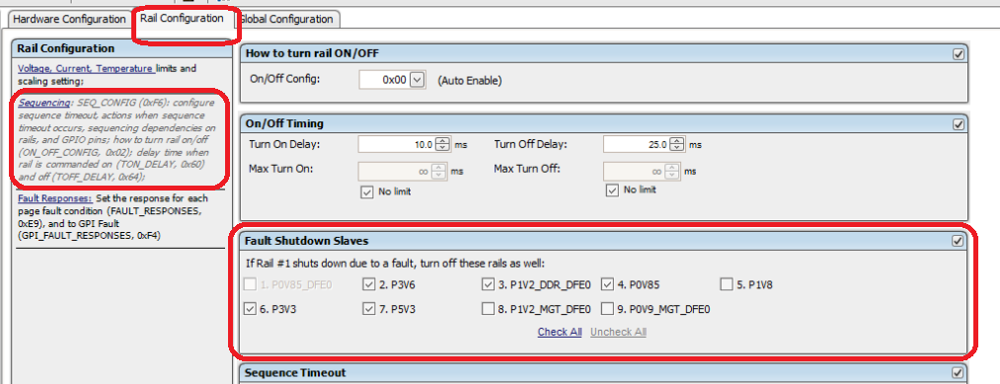 Hardware Configuration
Rail Configuration
Global Configuration
Rail Configuration
Voltage, Current, Temperature limits and
scaling setting;
Sequencing: SEQ_CONFIG (0xF6): configure
sequence timeout, actions when sequence
timeout occurs, sequencing dependencies on
rails, and GPIO pins; how to turn rail on/off
(ON_OFF_CONFIG, 0x02); delay time when
rail is commanded on (TON_DELAY, 0x60)
and off (TOFF_DELAY, 0x64);
Fault Responses: Set the response for each
page fault condition (FAULT_RESPONSES,
0xE9), and to GPI Fault
(GPI_FAULT_RESPONSES, 0xF4)
How to turn rail ON/OFF
On/Off Config: 0x00 (Auto Enable)
On/Off Timing
Turn On Delay: 10.0 ms Turn Off Delay: 25.0 ms
Max Turn On: ∞ ms Max Turn Off: ∞ ms
No limit No limit
Fault Shutdown Slaves
If Rail #1 shuts down due to a fault, turn off these rails as well:
1. P0V85_DFE0 2. P3V6 3. P1V2_DDR_DFE0 4. P0V85 5. P1V8
6. P3V3 7. P5V3 8. P1V2_MGT_DFE0 9. P0V9_MGT_DFE0
Check All Uncheck All
Sequence Timeout